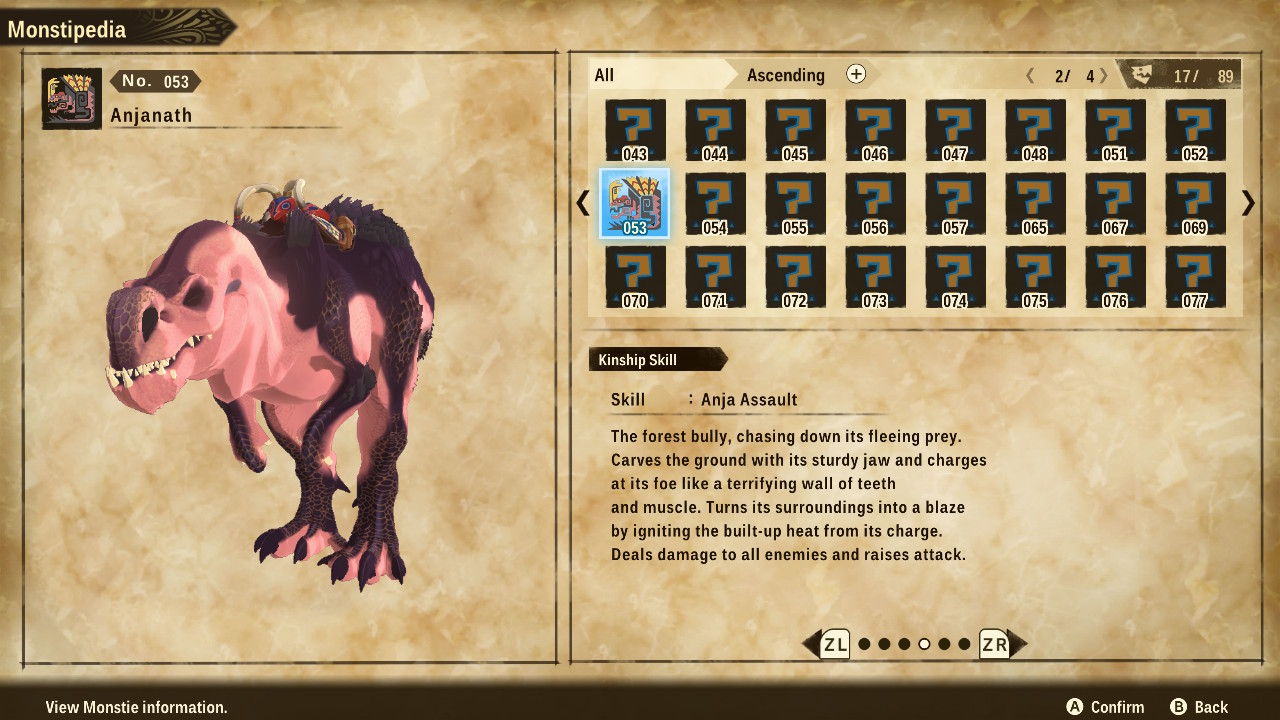 Monstipedia
No. 053
Anjanath
All
Ascending
2/ 4
17/ 89
043 044 045 046 047 048 051 052
053 054 055 056 057 065 067 069
070 071 072 073 074 075 076 077
Kinship Skill
Skill : Anja Assault
The forest bully, chasing down its fleeing prey.
Carves the ground with its sturdy jaw and charges
at its foe like a terrifying wall of teeth
and muscle. Turns its surroundings into a blaze
by igniting the built-up heat from its charge.
Deals damage to all enemies and raises attack.
ZL ZR
View Monstie information.
A Confirm B Back